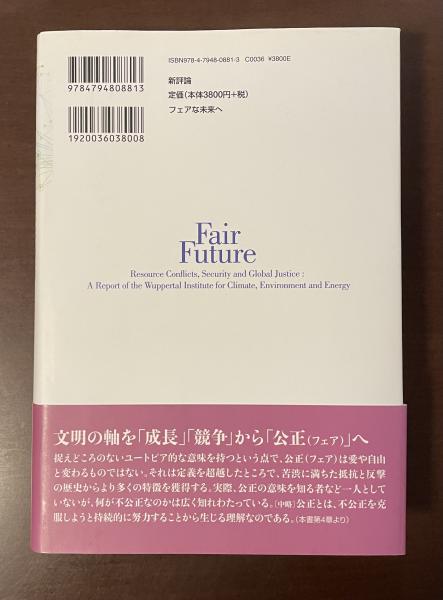 ISBN978-4-7948-0881-3 C0036 ¥3800E
9784794808813
新評論
定価(本体3800円+税)
フェアな未来へ
1920036038008
Fair
Future
Resource Conflicts, Security and Global Justice :
A Report of the Wuppertal Institute for Climate, Environment and Energy
文明の軸を「成長」「競争」から「公正(フェア)」へ
捉えどころのないユートピア的な意味を持つという点で、公正(フェア)は愛や自由
と変わるものではない。それは定義を超越したところで、苦渋に満ちた抵抗と反撃
の歴史からより多くの特徴を獲得する。実際、公正の意味を知る者など一人として
いないが、何が不公正なのかは広く知れわたっている。[中略]公正とは、不公正を克
服しようと持続的に努力することから生じる理解なのである。(本書第4章より)